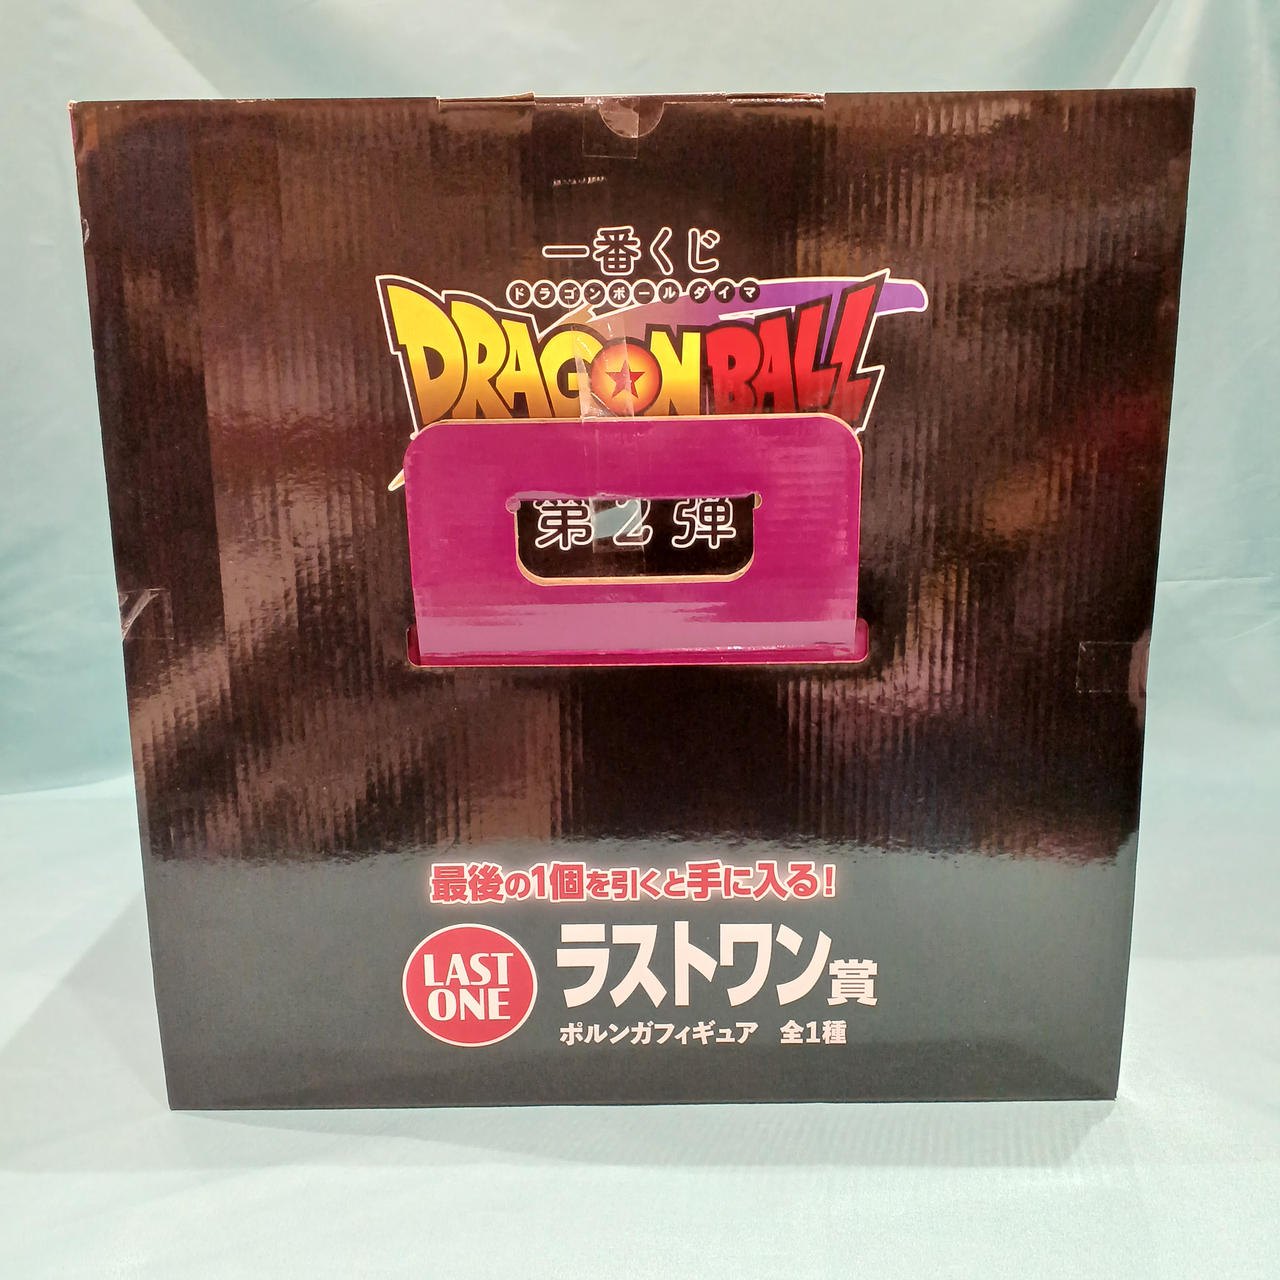 一番くじ
ドラゴンボールダイマ
DRAGON BALL
第2弾
最後の1個を引くと手に入る!
LAST
ONE
ラストワン賞
ポルンガフィギュア 全1種